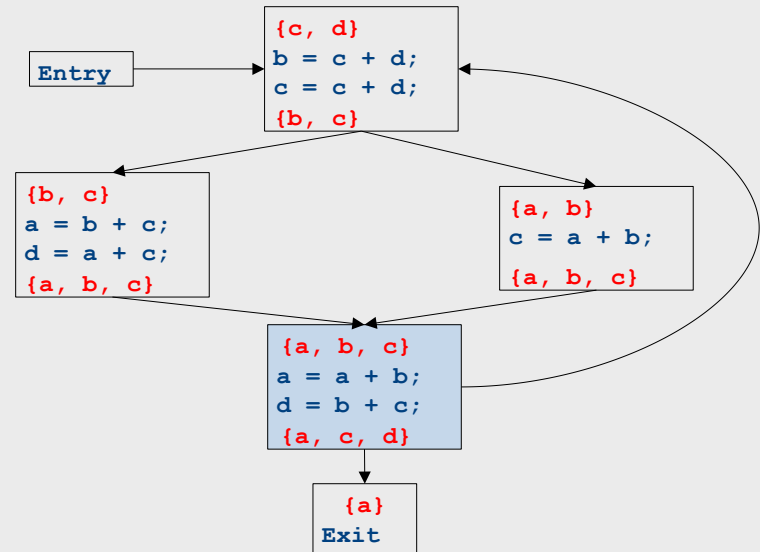 {c, d}
b = c + d;
c = c + d;
{b, c}
Entry
{b, c}
a = b + c;
d = a + c;
{a, b, c}
{a, b}
c = a + b;
{a, b, c}
{a, b, c}
a = a + b;
d = b + c;
{a, c, d}
{a}
Exit